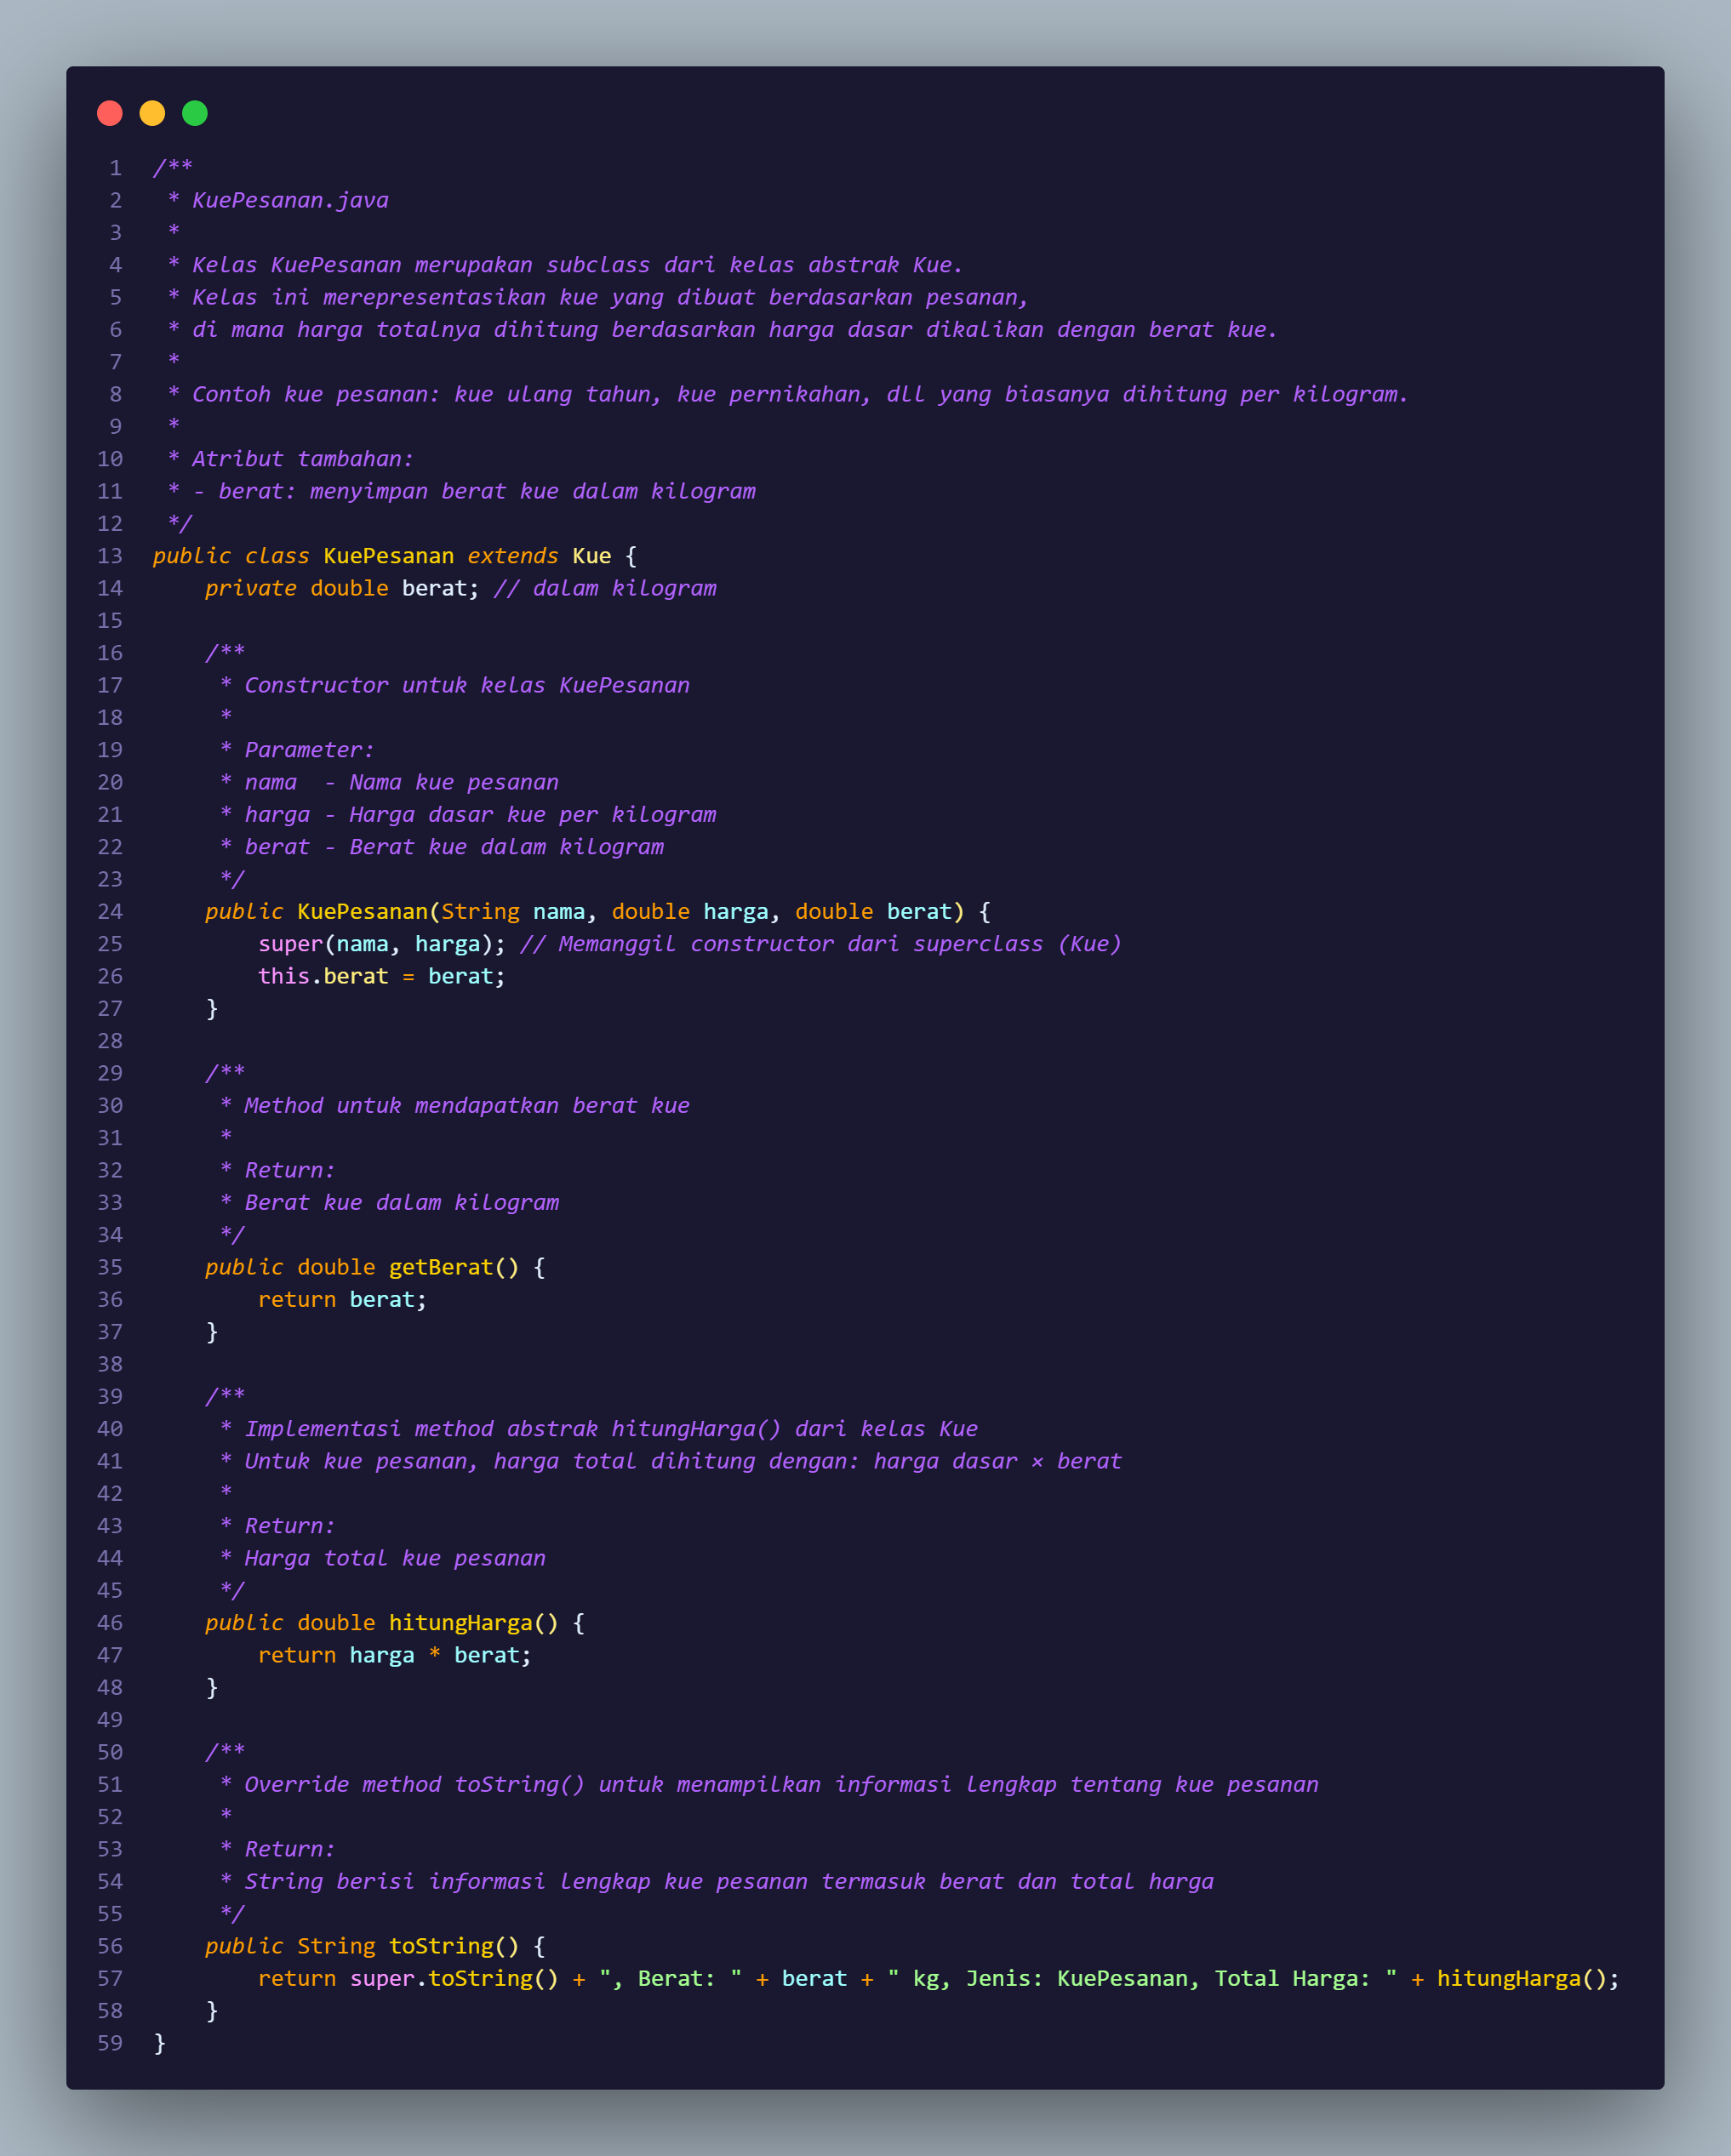 1 /**
2  * KuePesanan.java
3  *
4  * Kelas KuePesanan merupakan subclass dari kelas abstrak Kue.
5  * Kelas ini merepresentasikan kue yang dibuat berdasarkan pesanan,
6  * di mana harga totalnya dihitung berdasarkan harga dasar dikalikan dengan berat kue.
7  *
8  * Contoh kue pesanan: kue ulang tahun, kue pernikahan, dll yang biasanya dihitung per kilogram.
9  *
10  * Atribut tambahan:
11  * - berat: menyimpan berat kue dalam kilogram
12  */
13 public class KuePesanan extends Kue {
14     private double berat; // dalam kilogram
15
16     /**
17      * Constructor untuk kelas KuePesanan
18      *
19      * Parameter:
20      * nama  - Nama kue pesanan
21      * harga - Harga dasar kue per kilogram
22      * berat - Berat kue dalam kilogram
23      */
24     public KuePesanan(String nama, double harga, double berat) {
25         super(nama, harga); // Memanggil constructor dari superclass (Kue)
26         this.berat = berat;
27     }
28
29     /**
30      * Method untuk mendapatkan berat kue
31      *
32      * Return:
33      * Berat kue dalam kilogram
34      */
35     public double getBerat() {
36         return berat;
37     }
38
39     /**
40      * Implementasi method abstrak hitungHarga() dari kelas Kue
41      * Untuk kue pesanan, harga total dihitung dengan: harga dasar × berat
42      *
43      * Return:
44      * Harga total kue pesanan
45      */
46     public double hitungHarga() {
47         return harga * berat;
48     }
49
50     /**
51      * Override method toString() untuk menampilkan informasi lengkap tentang kue pesanan
52      *
53      * Return:
54      * String berisi informasi lengkap kue pesanan termasuk berat dan total harga
55      */
56     public String toString() {
57         return super.toString() + ", Berat: " + berat + " kg, Jenis: KuePesanan, Total Harga: " + hitungHarga();
58     }
59 }